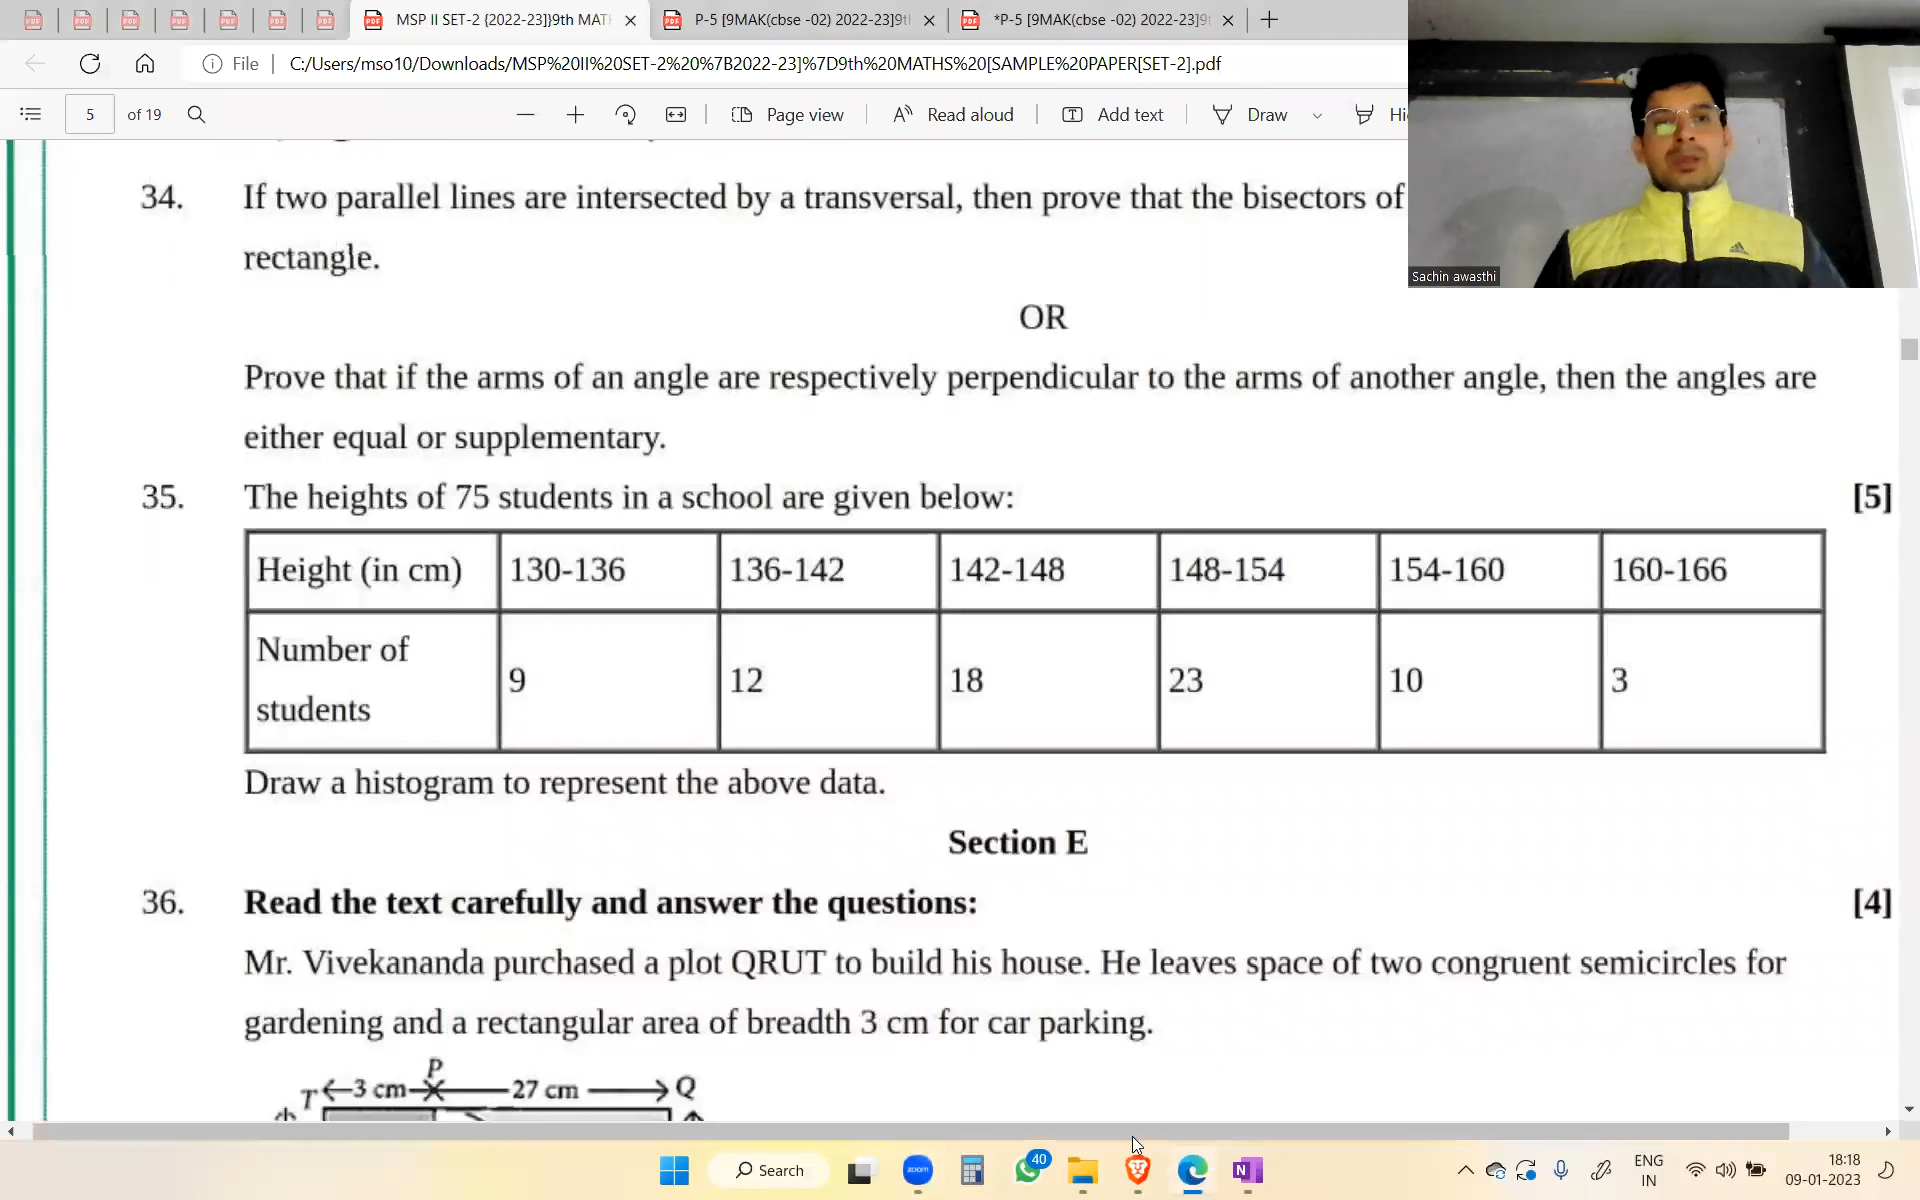 MSP II SET-2 {2022-23]}9th MAT
P-5 [9MAK(cbse -02) 2022-23]9t
*P-5 [9MAK(cbse -02) 2022-23]9t
File
C:/Users/mso10/Downloads/MSP%20II%20SET-2%20%7B2022-23]%7D9th%20MATHS%20[SAMPLE%20PAPER[SET-2].pdf
5 of 19
Page view
Read aloud
Add text
Draw
Hi
Sachin awasthi
34. If two parallel lines are intersected by a transversal, then prove that the bisectors of
rectangle.
OR
Prove that if the arms of an angle are respectively perpendicular to the arms of another angle, then the angles are
either equal or supplementary.
35. The heights of 75 students in a school are given below: [5]
Height (in cm) 130-136 136-142 142-148 148-154 154-160 160-166
Number of
students 9 12 18 23 10 3
Draw a histogram to represent the above data.
Section E
36. Read the text carefully and answer the questions: [4]
Mr. Vivekananda purchased a plot QRUT to build his house. He leaves space of two congruent semicircles for
gardening and a rectangular area of breadth 3 cm for car parking.
P
T 3 cm 27 cm Q
Search
zoom
40
ENG
IN
18:18
09-01-2023